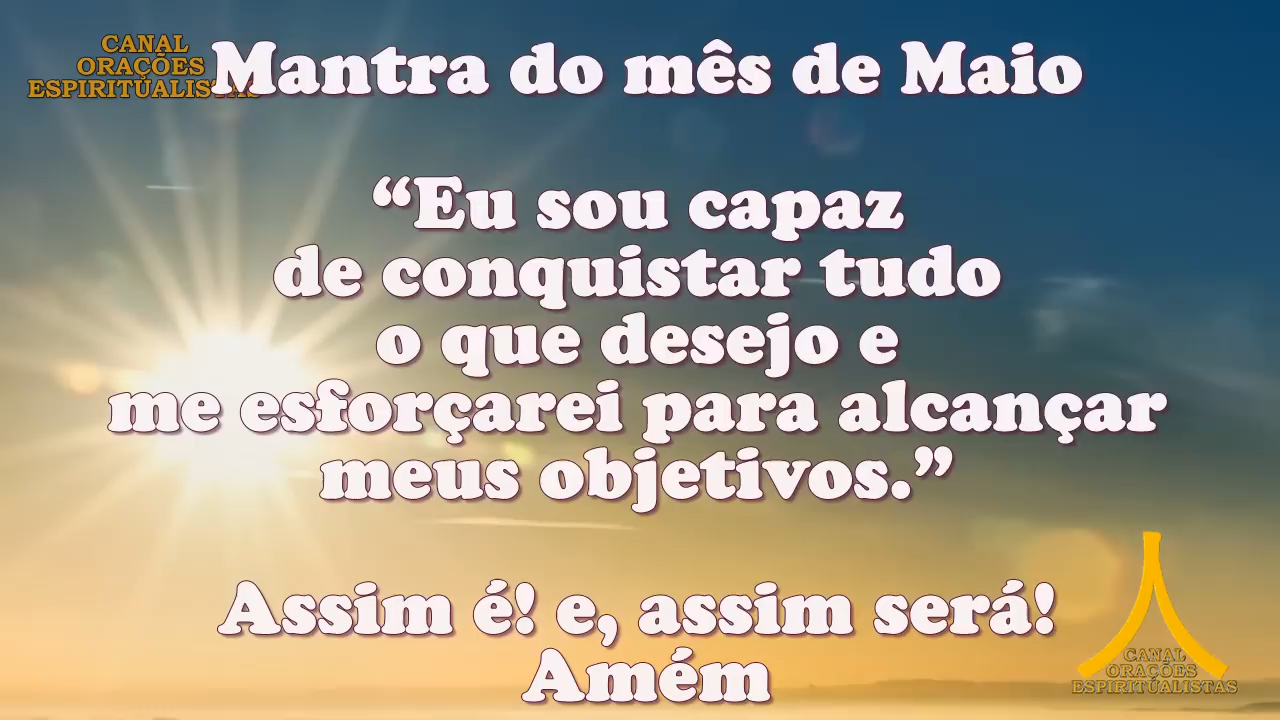 CANAL
ORAÇÕES
ESPIRITUALISTAS
Mantra do mês de Maio
“Eu sou capaz
de conquistar tudo
o que desejo e
me esforçarei para alcançar
meus objetivos.”
Assim é! e, assim será!
Amém
CANAL
ORAÇÕES
ESPIRITUALISTAS